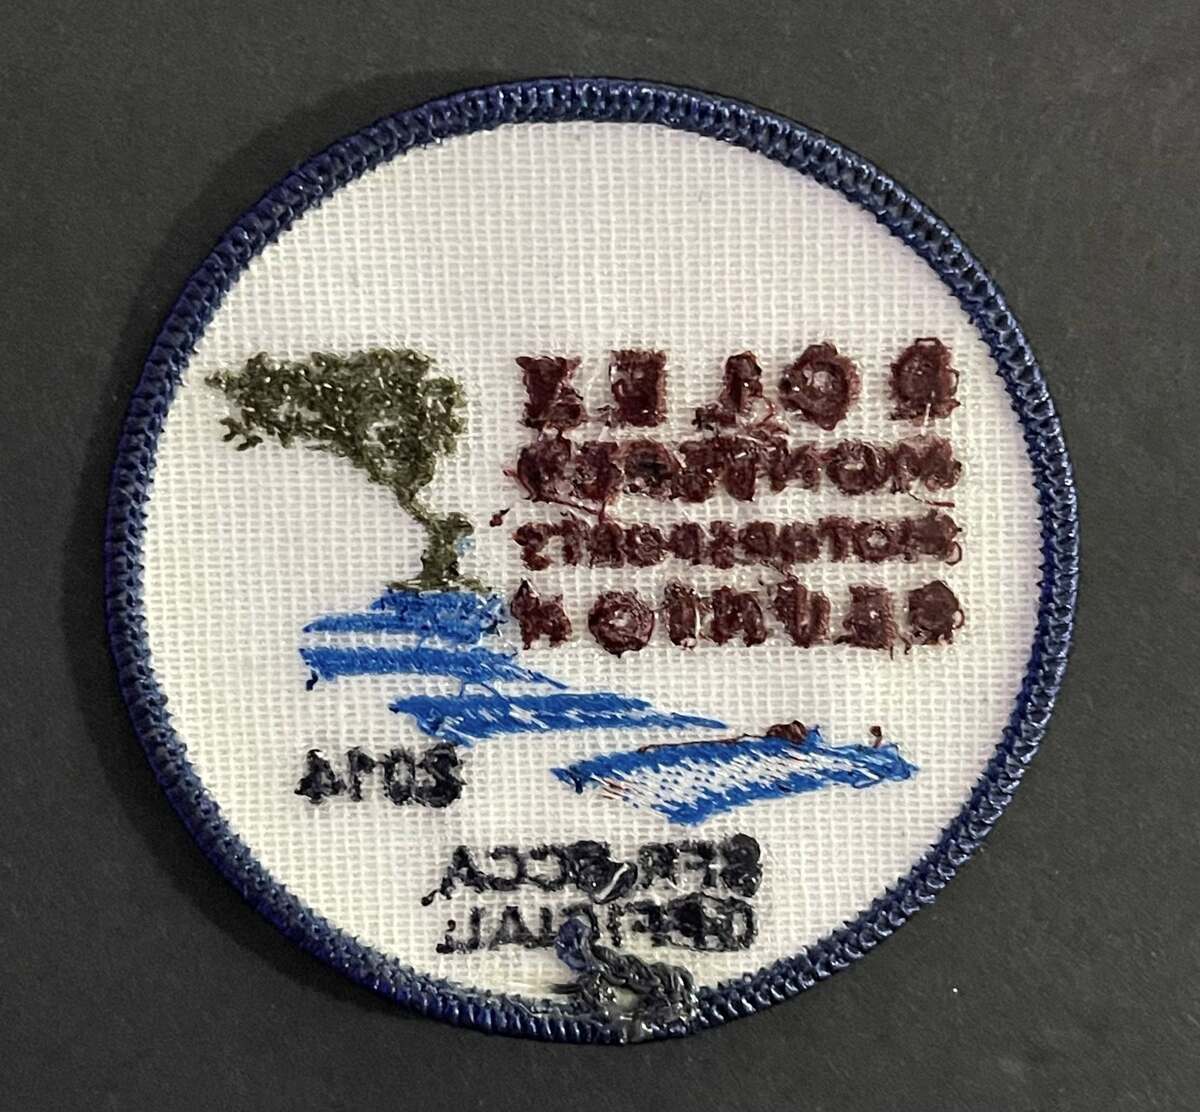 ROLEX
MONTEREY
MOTORSPORTS
REUNION
2014
SFR SCCA
OFFICIAL